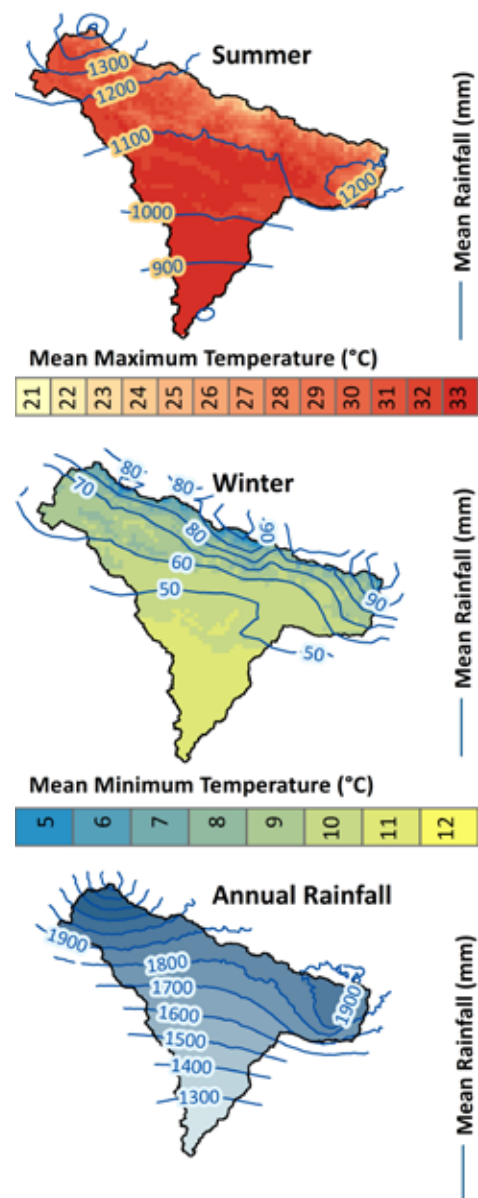 Summer
1300
1200
1100
1200
1000
900
Mean Rainfall (mm)
Mean Maximum Temperature (°C)
21 22 23 24 25 26 27 28 29 30 31 32 33
Winter
80
80
70
80
90
60
50
90
50
Mean Rainfall (mm)
Mean Minimum Temperature (°C)
5 6 7 8 9 10 11 12
Annual Rainfall
1900
1800
1700
1900
1600
1500
1400
1300
Mean Rainfall (mm)